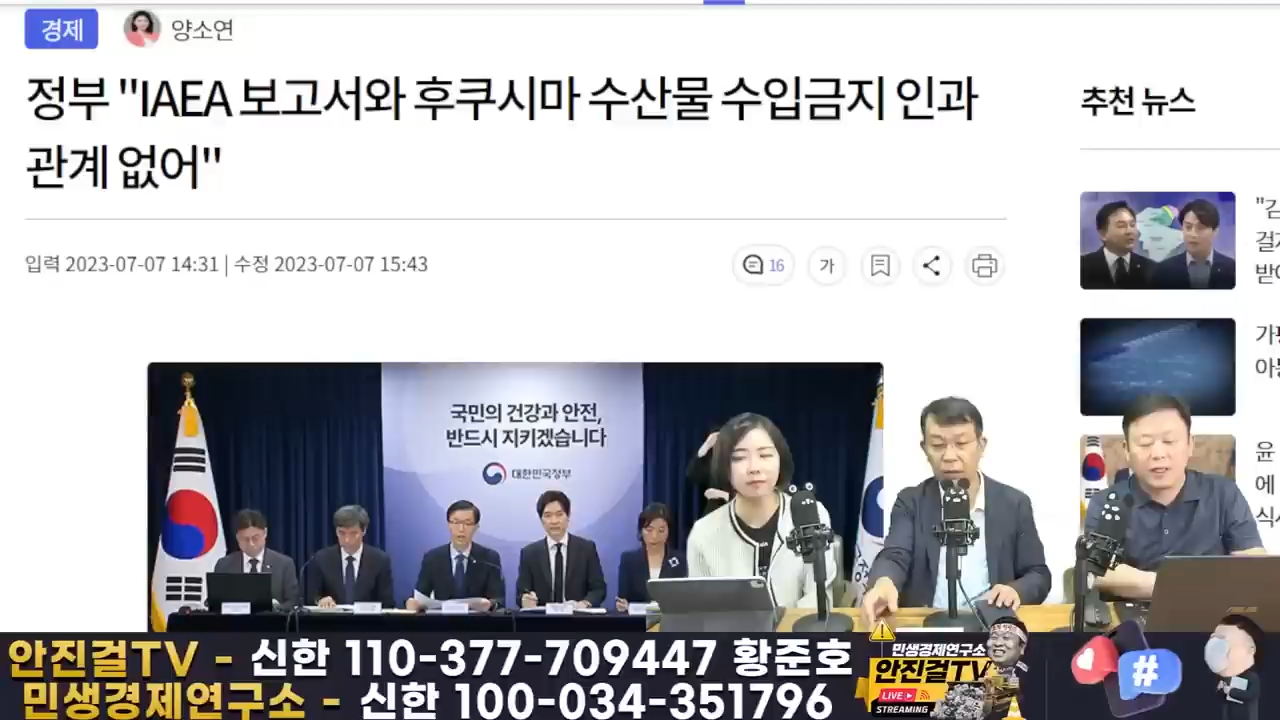 경제
양소연
정부 "IAEA 보고서와 후쿠시마 수산물 수입금지 인과
관계 없어"
입력 2023-07-07 14:31 | 수정 2023-07-07 15:43
16
가
추천 뉴스
국민의 건강과 안전,
반드시 지키겠습니다
대한민국정부
안진걸TV - 신한 110-377-709447 황준호
민생경제연구소 - 신한 100-034-351796
민생경제연구소
안진걸TV
LIVE
STREAMING
#